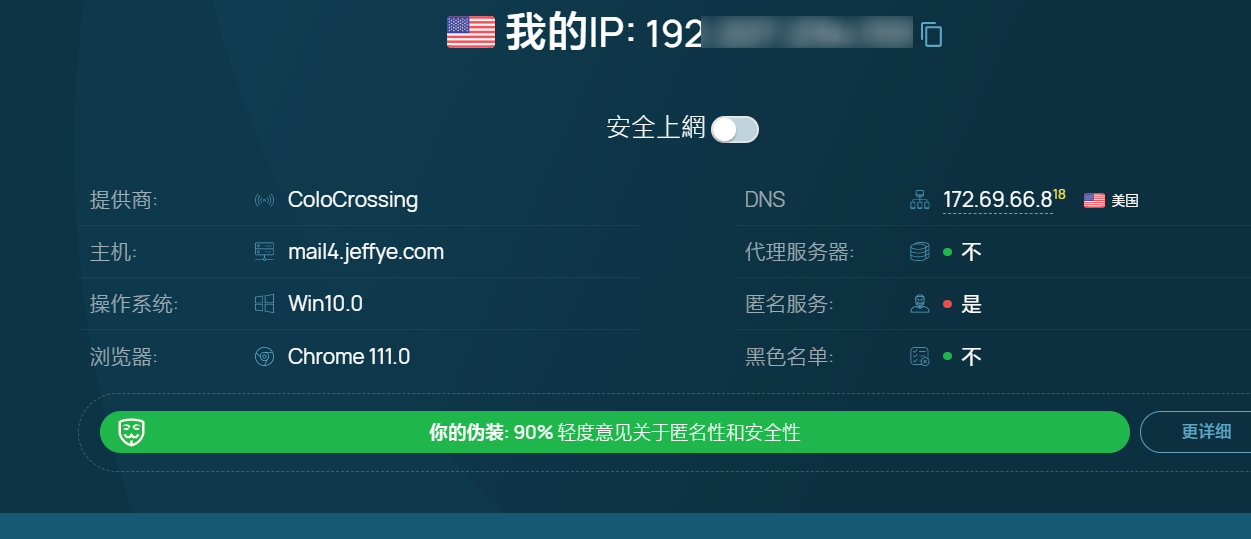 我的IP: 192
安全上網
提供商: ColoCrossing
主机: mail4.jeffye.com
操作系统: Win10.0
浏览器: Chrome 111.0
DNS 172.69.66.8 18 美国
代理服务器: 不
匿名服务: 是
黑色名单: 不
你的伪装: 90% 轻度意见关于匿名性和安全性
更详细